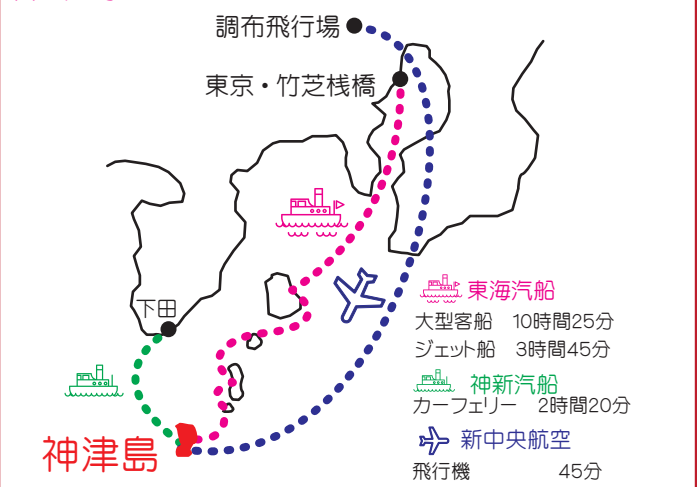 調布飛行場
東京・竹芝桟橋
下田
神津島
東海汽船
大型客船 10時間25分
ジェット船 3時間45分
神新汽船
カーフェリー 2時間20分
新中央航空
飛行機 45分